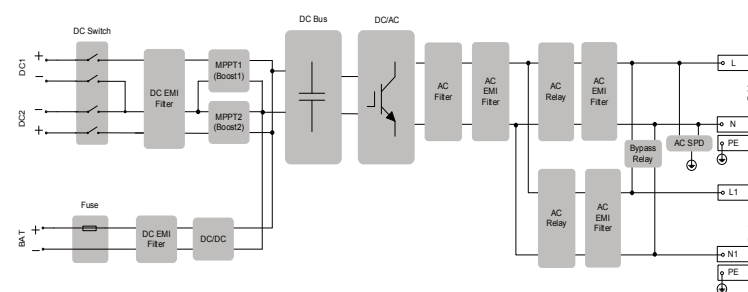 DC Switch
DC Bus
DC/AC
DC1
+
−
DC2
−
+
DC EMI
Filter
MPPT1
(Boost1)
MPPT2
(Boost2)
AC
Filter
AC
EMI
Filter
AC
Relay
AC
EMI
Filter
L
N
PE
Bypass
Relay
AC SPD
AC
Relay
AC
EMI
Filter
L1
N1
PE
Fuse
BAT
+
−
DC EMI
Filter
DC/DC